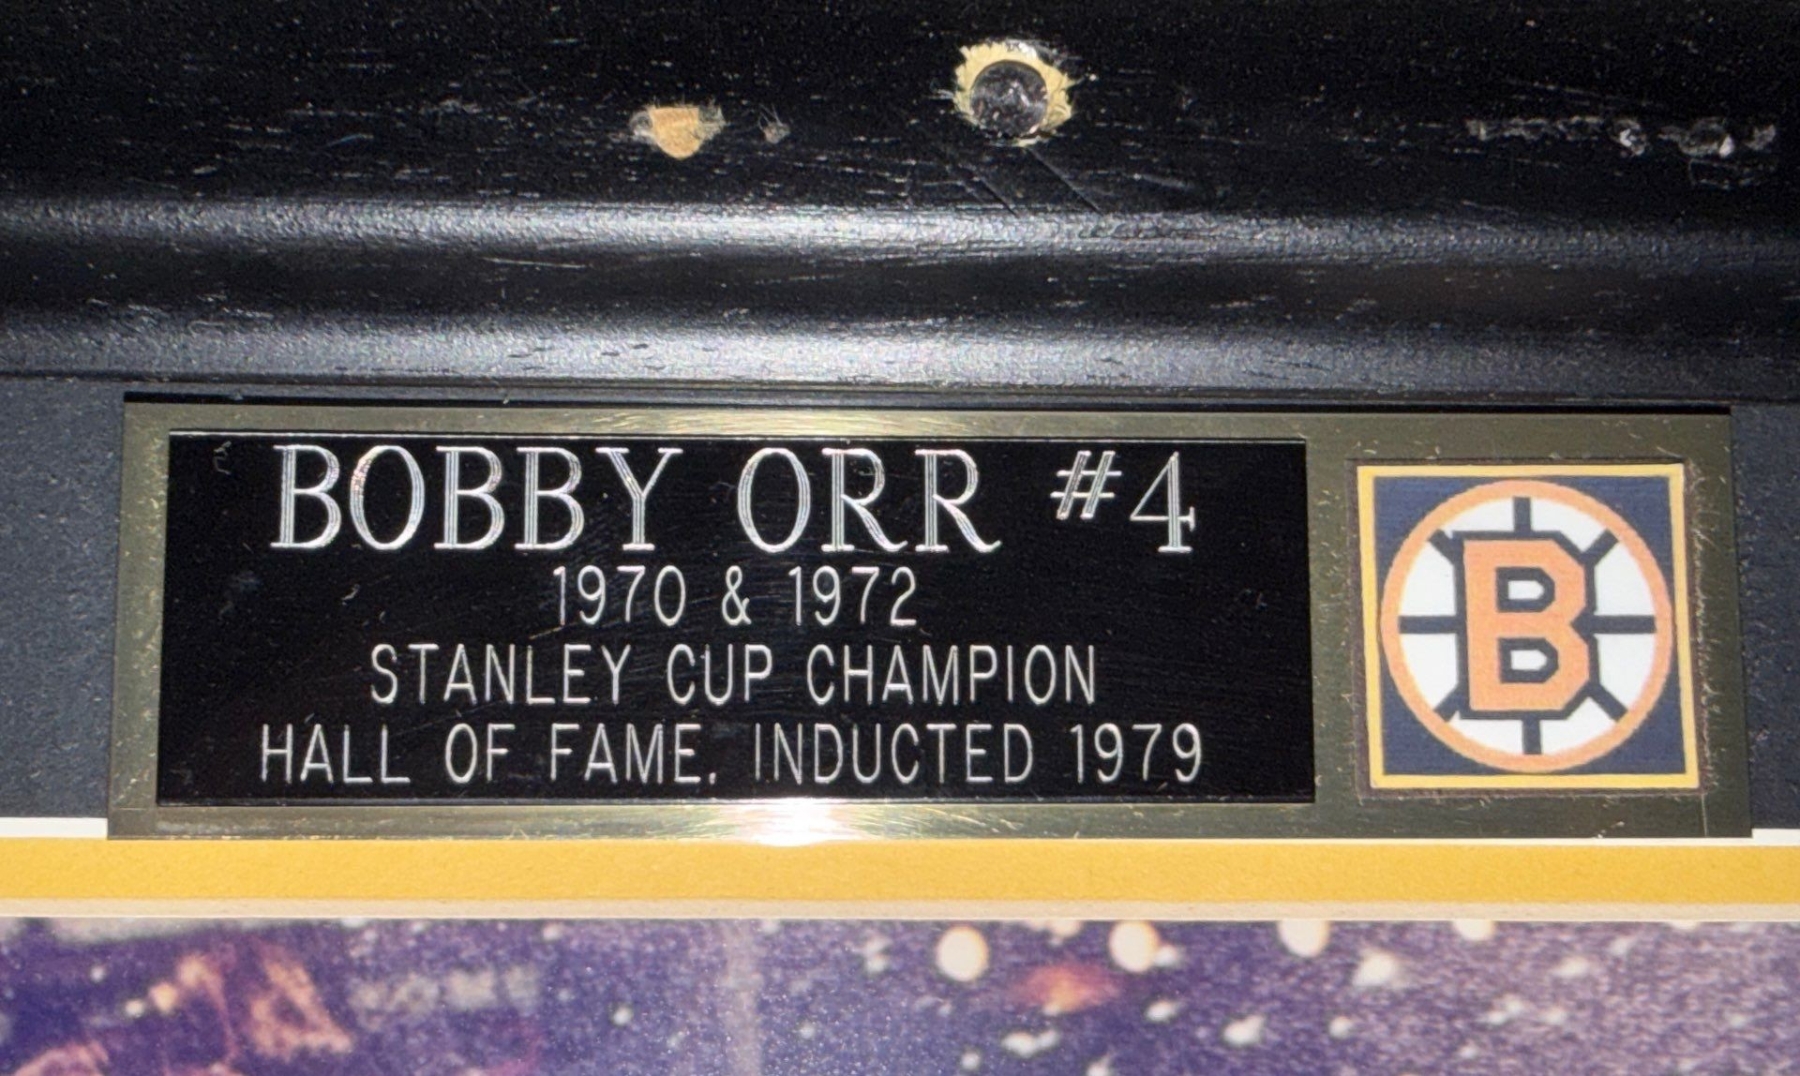 BOBBY ORR #4
1970 & 1972
STANLEY CUP CHAMPION
HALL OF FAME, INDUCTED 1979
B